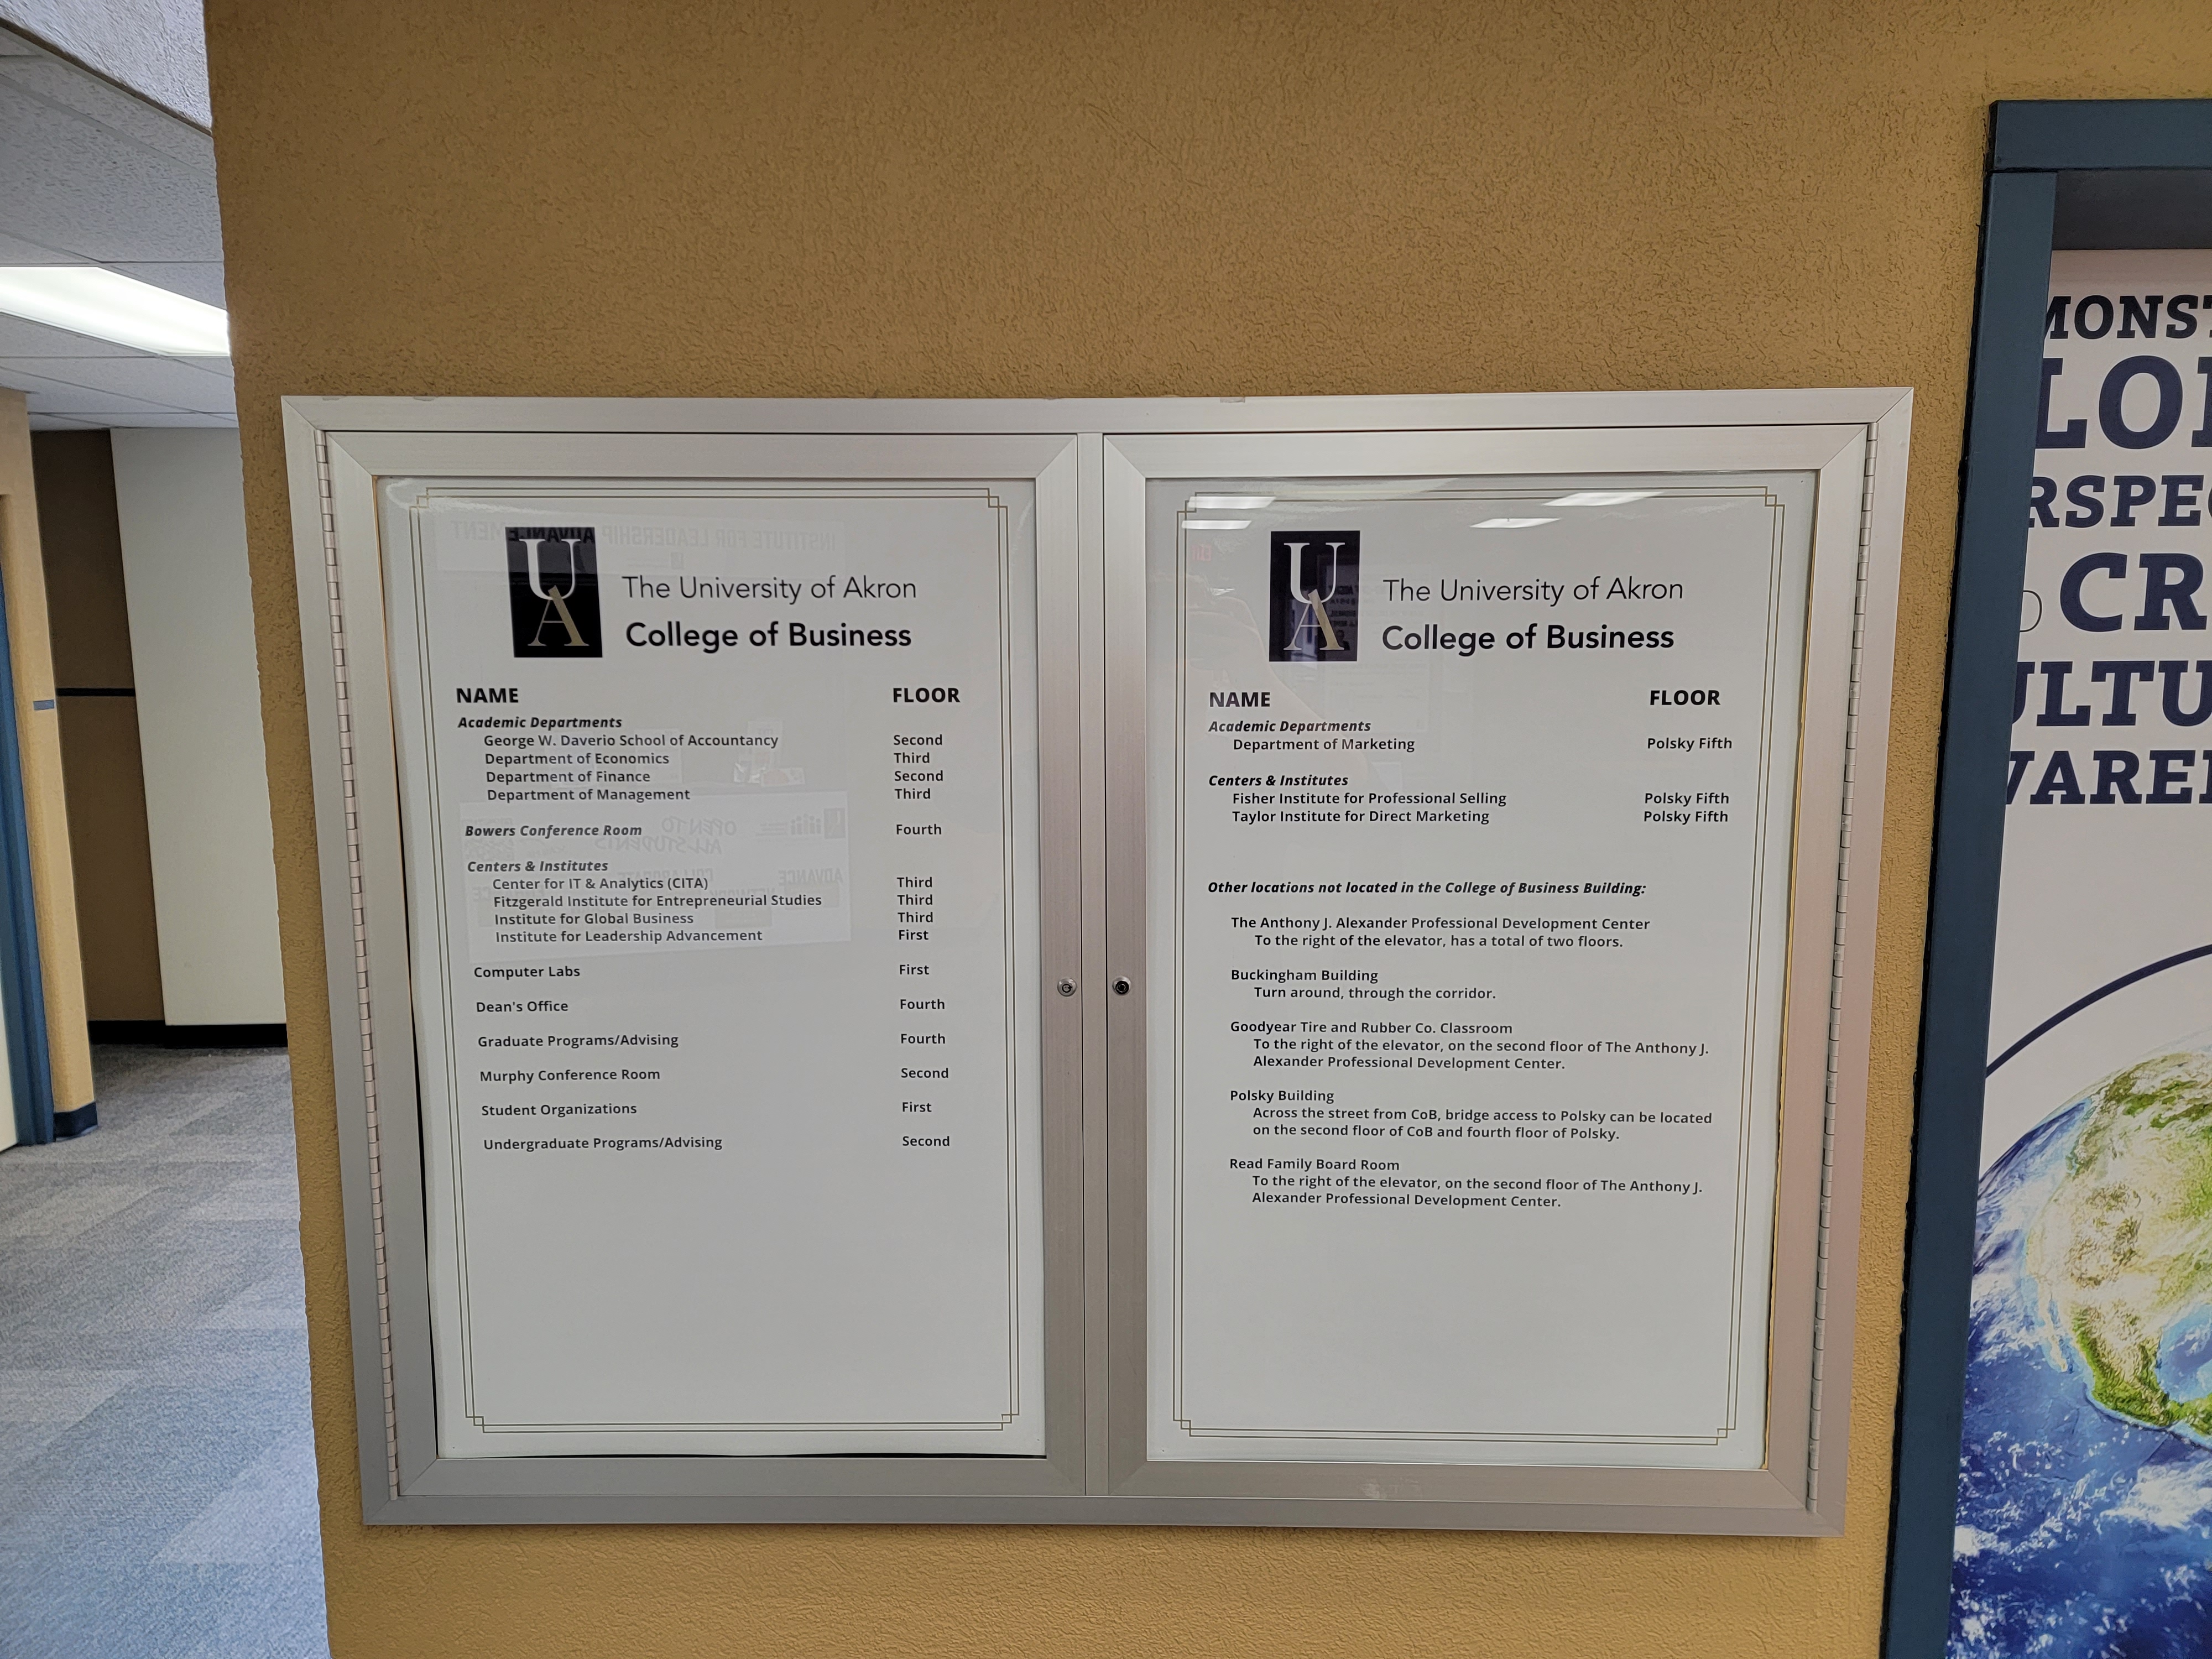 UA
The University of Akron
College of Business
NAME FLOOR
Academic Departments
George W. Daverio School of Accountancy Second
Department of Economics Third
Department of Finance Second
Department of Management Third
Bowers Conference Room Fourth
Centers & Institutes
Center for IT & Analytics (CITA) Third
Fitzgerald Institute for Entrepreneurial Studies Third
Institute for Global Business Third
Institute for Leadership Advancement First
Computer Labs First
Dean's Office Fourth
Graduate Programs/Advising Fourth
Murphy Conference Room Second
Student Organizations First
Undergraduate Programs/Advising Second
UA
The University of Akron
College of Business
NAME FLOOR
Academic Departments
Department of Marketing Polsky Fifth
Centers & Institutes
Fisher Institute for Professional Selling Polsky Fifth
Taylor Institute for Direct Marketing Polsky Fifth
Other locations not located in the College of Business Building:
The Anthony J. Alexander Professional Development Center
To the right of the elevator, has a total of two floors.
Buckingham Building
Turn around, through the corridor.
Goodyear Tire and Rubber Co. Classroom
To the right of the elevator, on the second floor of The Anthony J.
Alexander Professional Development Center.
Polsky Building
Across the street from CoB, bridge access to Polsky can be located
on the second floor of CoB and fourth floor of Polsky.
Read Family Board Room
To the right of the elevator, on the second floor of The Anthony J.
Alexander Professional Development Center.